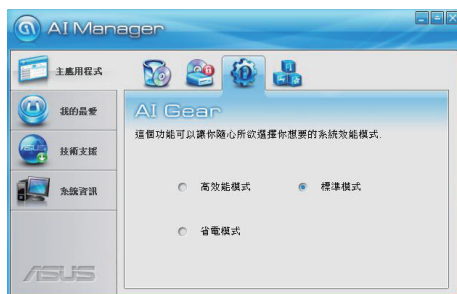 AI Manager
主應用程式
我的最愛
技術支援
系統資訊
AI Gear
這個功能可以讓你隨心所欲選擇你想要的系統效能模式.
高效能模式
標準模式
省電模式
ASUS